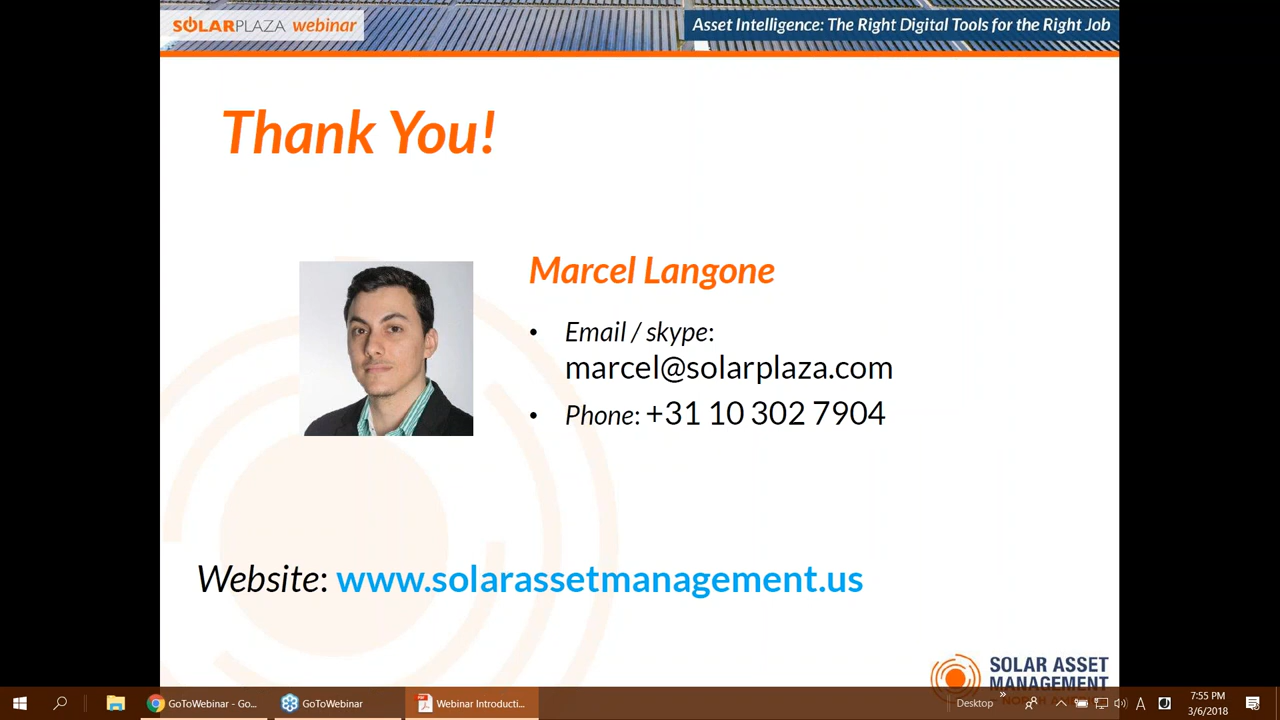 SOLARPLAZA webinar
Asset Intelligence: The Right Digital Tools for the Right Job
Thank You!
Marcel Langone
• Email / skype:
marcel@solarplaza.com
• Phone: +31 10 302 7904
Website: www.solarassetmanagement.us
SOLAR ASSET
MANAGEMENT
GoToWebinar - Go...
GoToWebinar
Webinar Introducti...
Desktop
»
A
7:55 PM
3/6/2018